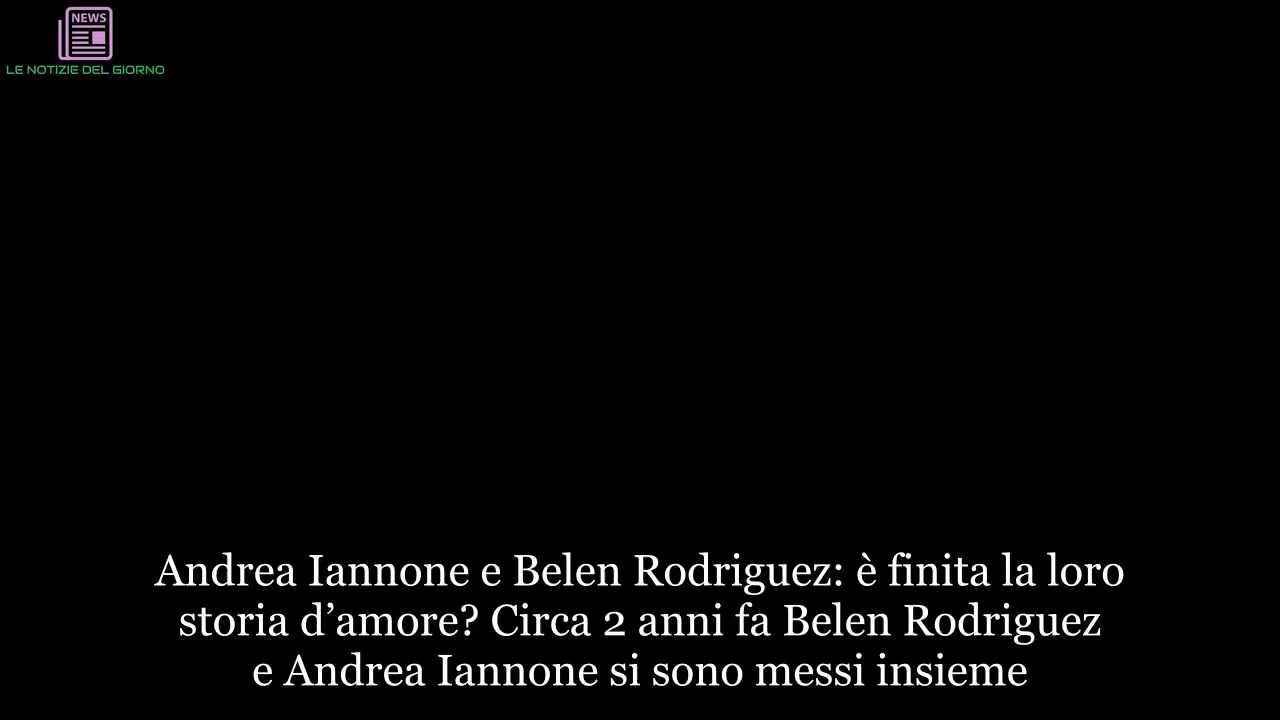 NEWS
LE NOTIZIE DEL GIORNO
Andrea Iannone e Belen Rodriguez: è finita la loro
storia d’amore? Circa 2 anni fa Belen Rodriguez
e Andrea Iannone si sono messi insieme